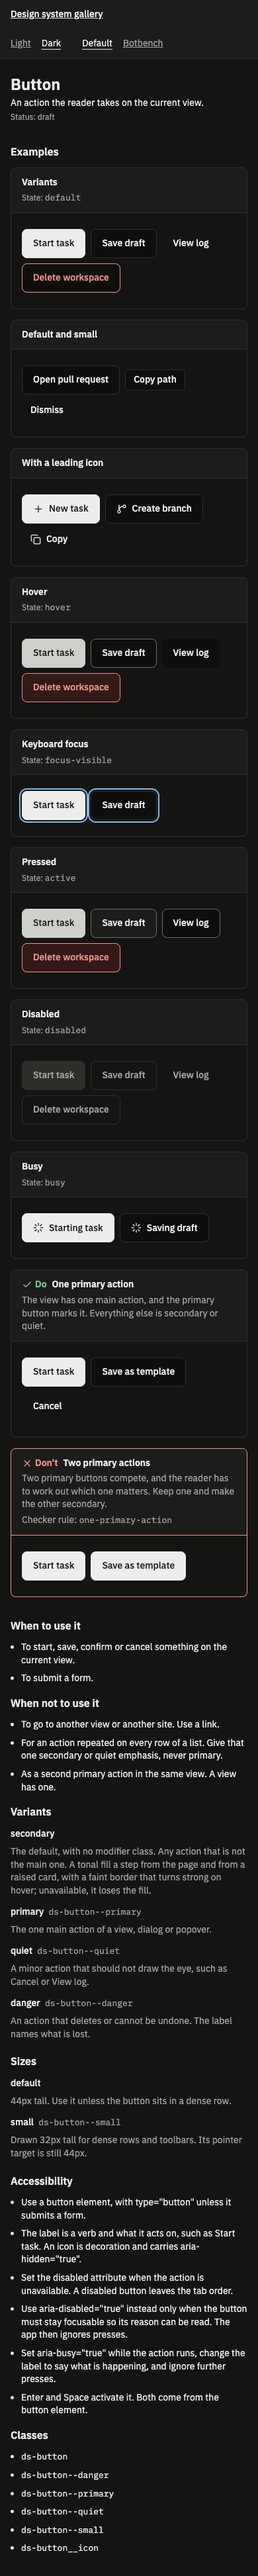 Design system gallery
Light Dark Default Botbench
Button
An action the reader takes on the current view.
Status: draft
Examples
Variants
State: default
Start task Save draft View log
Delete workspace
Default and small
Open pull request Copy path
Dismiss
With a leading icon
New task Create branch
Copy
Hover
State: hover
Start task Save draft View log
Delete workspace
Keyboard focus
State: focus-visible
Start task Save draft
Pressed
State: active
Start task Save draft View log
Delete workspace
Disabled
State: disabled
Start task Save draft View log
Delete workspace
Busy
State: busy
Starting task Saving draft
Do One primary action
The view has one main action, and the primary
button marks it. Everything else is secondary or
quiet.
Start task Save as template
Cancel
Don't Two primary actions
Two primary buttons compete, and the reader has
to work out which one matters. Keep one and make
the other secondary.
Checker rule: one-primary-action
Start task Save as template
When to use it
• To start, save, confirm or cancel something on the
current view.
• To submit a form.
When not to use it
• To go to another view or another site. Use a link.
• For an action repeated on every row of a list. Give that
one secondary or quiet emphasis, never primary.
• As a second primary action in the same view. A view
has one.
Variants
secondary
The default, with no modifier class. Any action that is not
the main one. A tonal fill a step from the page and from a
raised card, with a faint border that turns strong on
hover; unavailable, it loses the fill.
primary ds-button--primary
The one main action of a view, dialog or popover.
quiet ds-button--quiet
A minor action that should not draw the eye, such as
Cancel or View log.
danger ds-button--danger
An action that deletes or cannot be undone. The label
names what is lost.
Sizes
default
44px tall. Use it unless the button sits in a dense row.
small ds-button--small
Drawn 32px tall for dense rows and toolbars. Its pointer
target is still 44px.
Accessibility
• Use a button element, with type="button" unless it
submits a form.
• The label is a verb and what it acts on, such as Start
task. An icon is decoration and carries aria-
hidden="true".
• Set the disabled attribute when the action is
unavailable. A disabled button leaves the tab order.
• Use aria-disabled="true" instead only when the button
must stay focusable so its reason can be read. The
app then ignores presses.
• Set aria-busy="true" while the action runs, change the
label to say what is happening, and ignore further
presses.
• Enter and Space activate it. Both come from the
button element.
Classes
• ds-button
• ds-button--danger
• ds-button--primary
• ds-button--quiet
• ds-button--small
• ds-button__icon